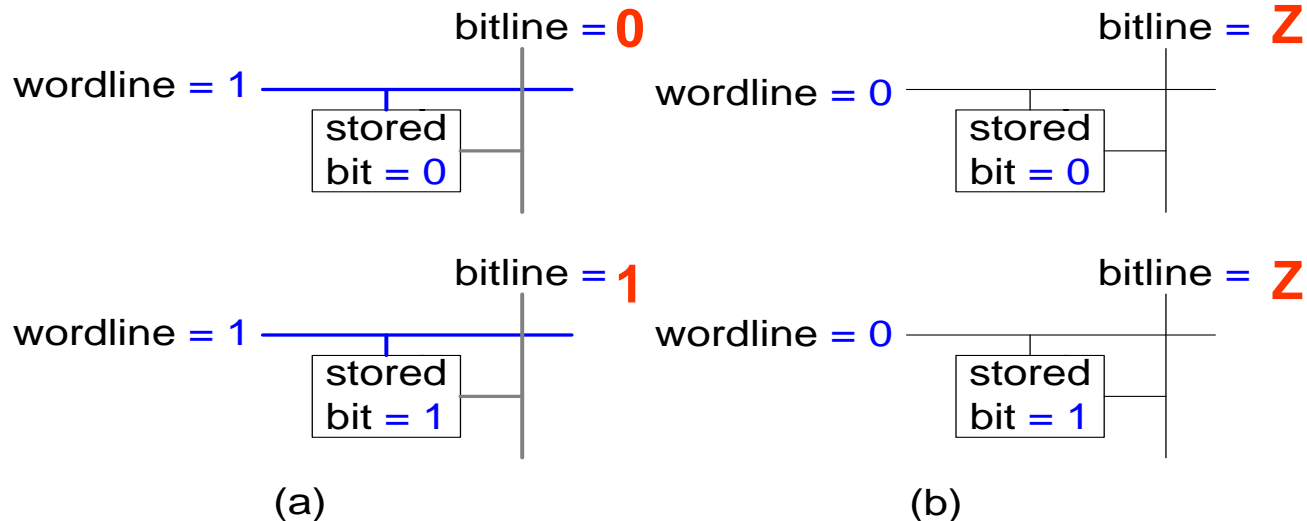 bitline = 0
wordline = 1
stored
bit = 0
bitline = 1
wordline = 1
stored
bit = 1
(a)
bitline = Z
wordline = 0
stored
bit = 0
bitline = Z
wordline = 0
stored
bit = 1
(b)